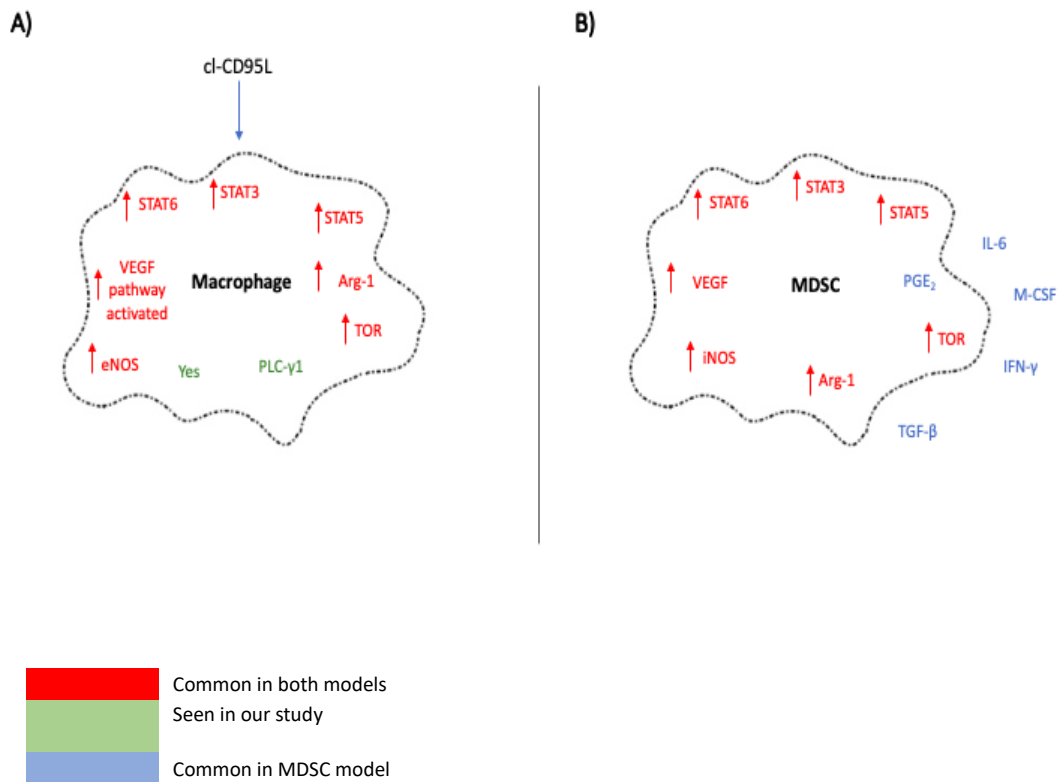 A)
cl-CD95L
STAT6
STAT3
STAT5
VEGF
pathway
activated
Macrophage
Arg-1
TOR
eNOS
Yes
PLC-γ1
B)
STAT6
STAT3
STAT5
IL-6
VEGF
MDSC
PGE₂
M-CSF
TOR
iNOS
IFN-γ
Arg-1
TGF-β
Common in both models
Seen in our study
Common in MDSC model